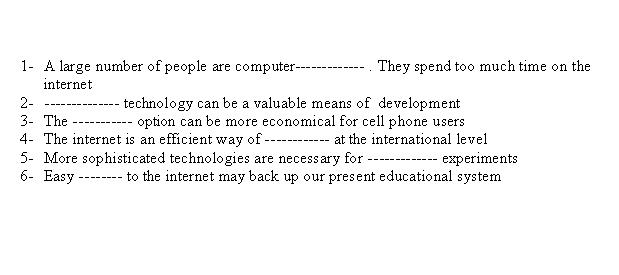 1- A large number of people are computer------------- . They spend too much time on the
internet
2- -------------- technology can be a valuable means of development
3- The ----------- option can be more economical for cell phone users
4- The internet is an efficient way of ------------ at the international level
5- More sophisticated technologies are necessary for ------------- experiments
6- Easy -------- to the internet may back up our present educational system